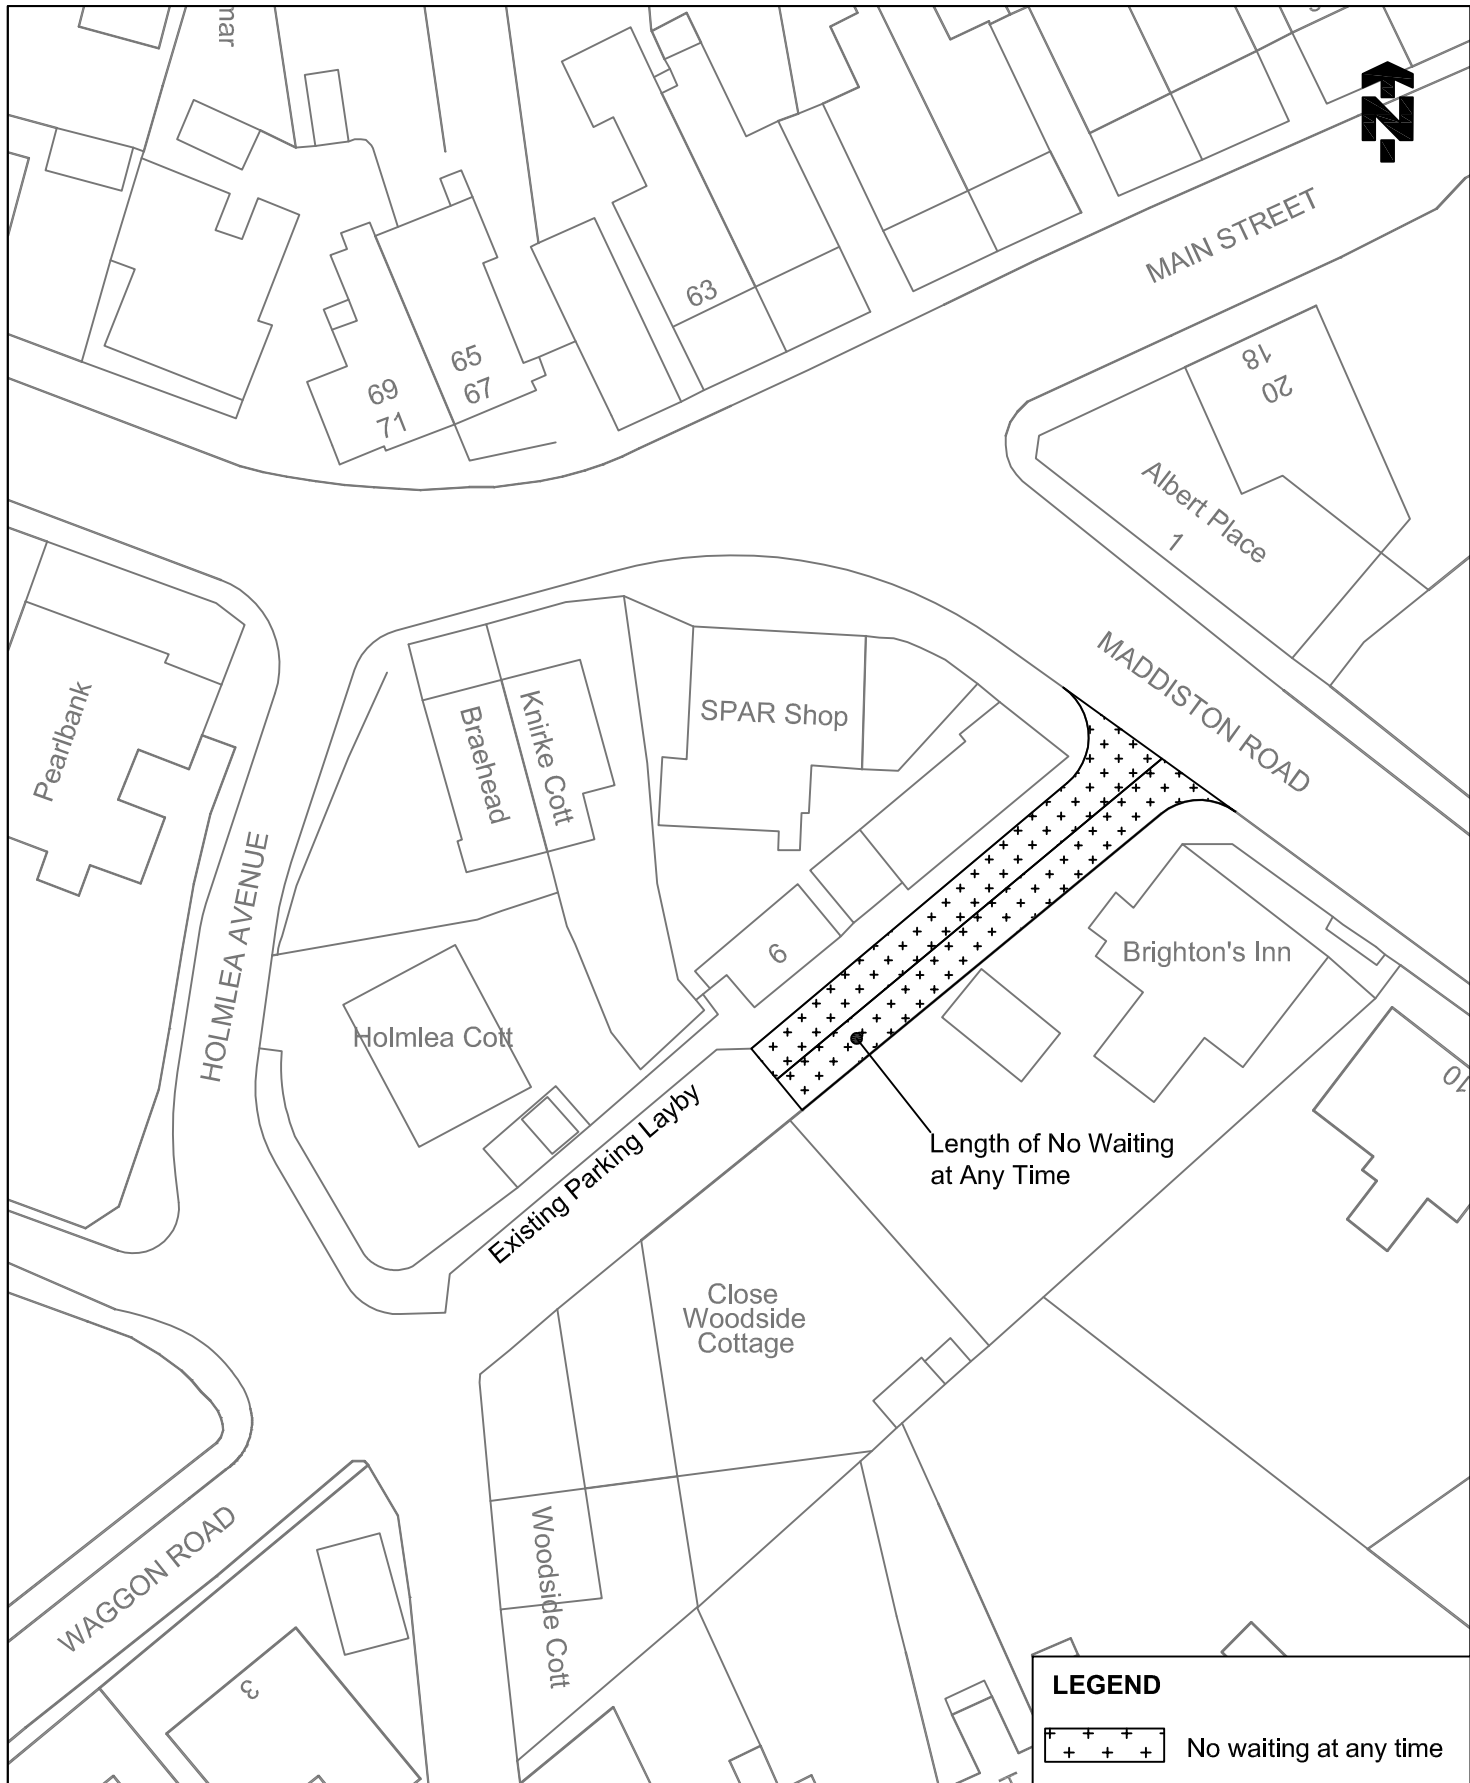 mar
N
MAIN STREET
63
65
67
69
71
18
20
Albert Place
1
MADDISTON ROAD
Pearlbank
Braehead
Knirke Cott
SPAR Shop
HOLMLEA AVENUE
6
Brighton's Inn
Holmlea Cott
10
Existing Parking Layby
Length of No Waiting
at Any Time
Close
Woodside
Cottage
WAGGON ROAD
Woodside Cott
3
LEGEND
No waiting at any time